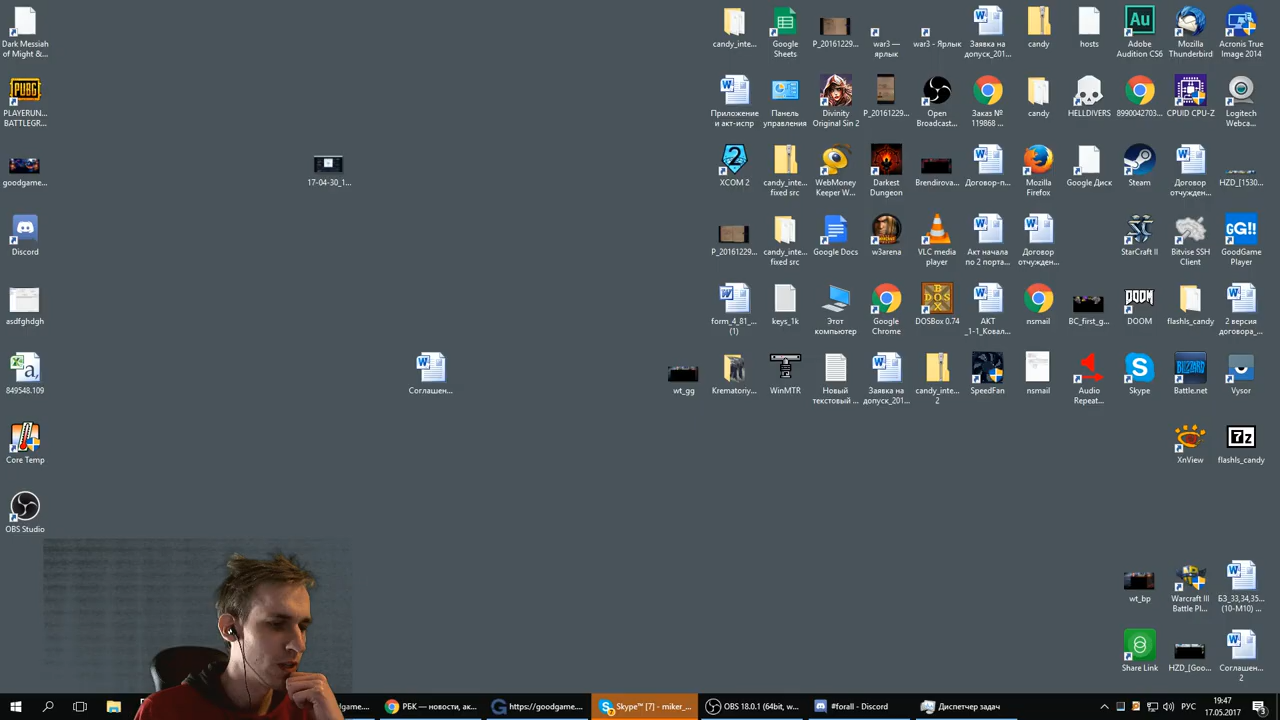 Dark Messiah
of Might &...
candy_inte...
Google
Sheets
P_20161229...
war3 —
ярлык
war3 - Ярлык
Заявка на
допуск_201...
candy
hosts
Adobe
Audition CS6
Mozilla
Thunderbird
Acronis True
Image 2014
PLAYERUN...
BATTLEGR...
Приложение
и акт-испр
Панель
управления
Divinity
Original Sin 2
P_20161229...
Open
Broadcast...
Заказ №
119868 ...
candy
HELLDIVERS
8990042703...
CPUID CPU-Z
Logitech
Webca...
goodgame...
17-04-30_1...
XCOM 2
candy_inte...
fixed src
WebMoney
Keeper W...
Darkest
Dungeon
Brendirova...
Договор-п...
Mozilla
Firefox
Google Диск
Steam
Договор
отчужден...
HZD_[1530...
Discord
P_20161229...
candy_inte...
fixed src
Google Docs
w3arena
VLC media
player
Акт начала
по 2 порта...
Договор
отчужден...
StarCraft II
Bitvise SSH
Client
GoodGame
Player
asdfghdgh
form_4_81_...
(1)
keys_1k
Этот
компьютер
Google
Chrome
DOSBox 0.74
АКТ
_1-1_Ковал...
nsmail
BC_first_g...
DOOM
flashls_candy
2 версия
договора_...
849548.109
Соглашен...
wt_gg
Krematoriy...
WinMTR
Новый
текстовый ...
Заявка на
допуск_201...
candy_inte...
2
SpeedFan
nsmail
Audio
Repeat...
Skype
Battle.net
Vysor
Core Temp
XnView
flashls_candy
OBS Studio
wt_bp
Warcraft III
Battle Pl...
БЗ_33,34,35...
(10-М10) ...
Share Link
HZD_[Goo...
Соглашен...
2
game....
РБК — новости, ак...
https://goodgame....
Skype™ [7] - miker_...
OBS 18.0.1 (64bit, w...
#forall - Discord
Диспетчер задач
РУС
19:47
17.05.2017
2